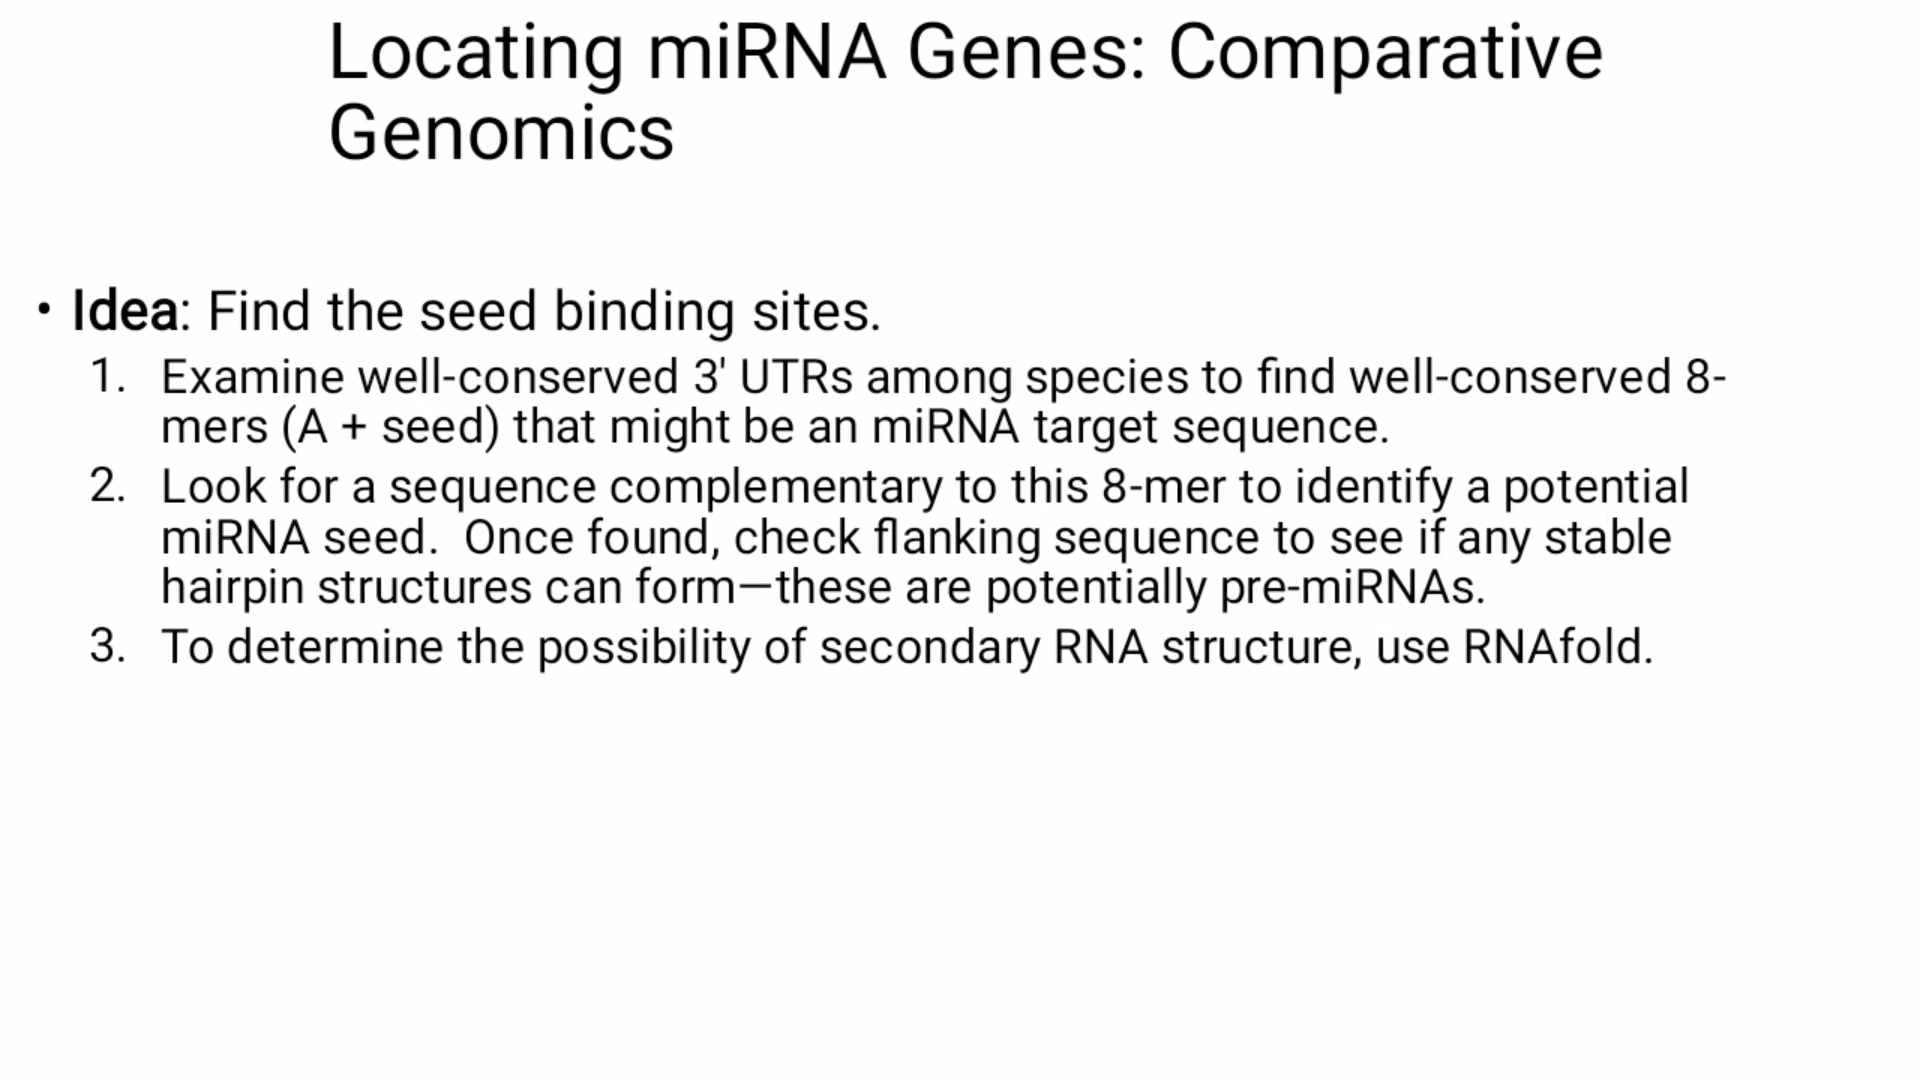 Locating miRNA Genes: Comparative
Genomics
• Idea: Find the seed binding sites.
1. Examine well-conserved 3' UTRs among species to find well-conserved 8-
mers (A + seed) that might be an miRNA target sequence.
2. Look for a sequence complementary to this 8-mer to identify a potential
miRNA seed.  Once found, check flanking sequence to see if any stable
hairpin structures can form—these are potentially pre-miRNAs.
3. To determine the possibility of secondary RNA structure, use RNAfold.